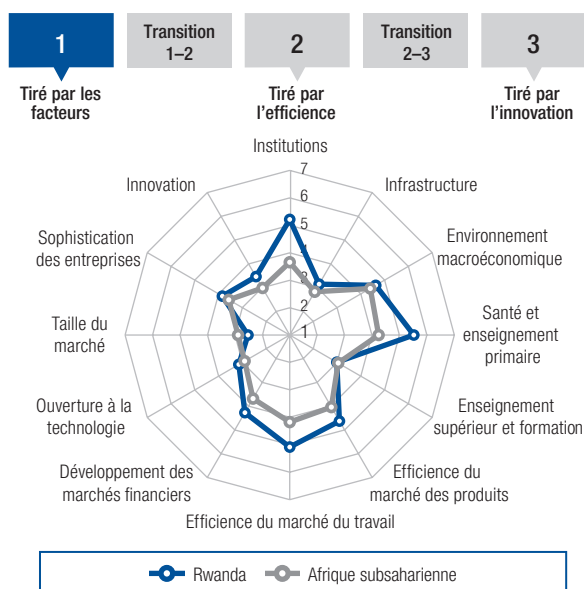 1
Transition
1–2
2
Transition
2–3
3
Tiré par les
facteurs
Tiré par
l'efficience
Tiré par
l'innovation
Institutions
7
Innovation
Infrastructure
6
5
Sophistication
des entreprises
Environnement
macroéconomique
4
3
2
Taille du
marché
1
Santé et
enseignement
primaire
Ouverture à la
technologie
Enseignement
supérieur et formation
Développement des
marchés financiers
Efficience du
marché des produits
Efficience du marché du travail
Rwanda
Afrique subsaharienne